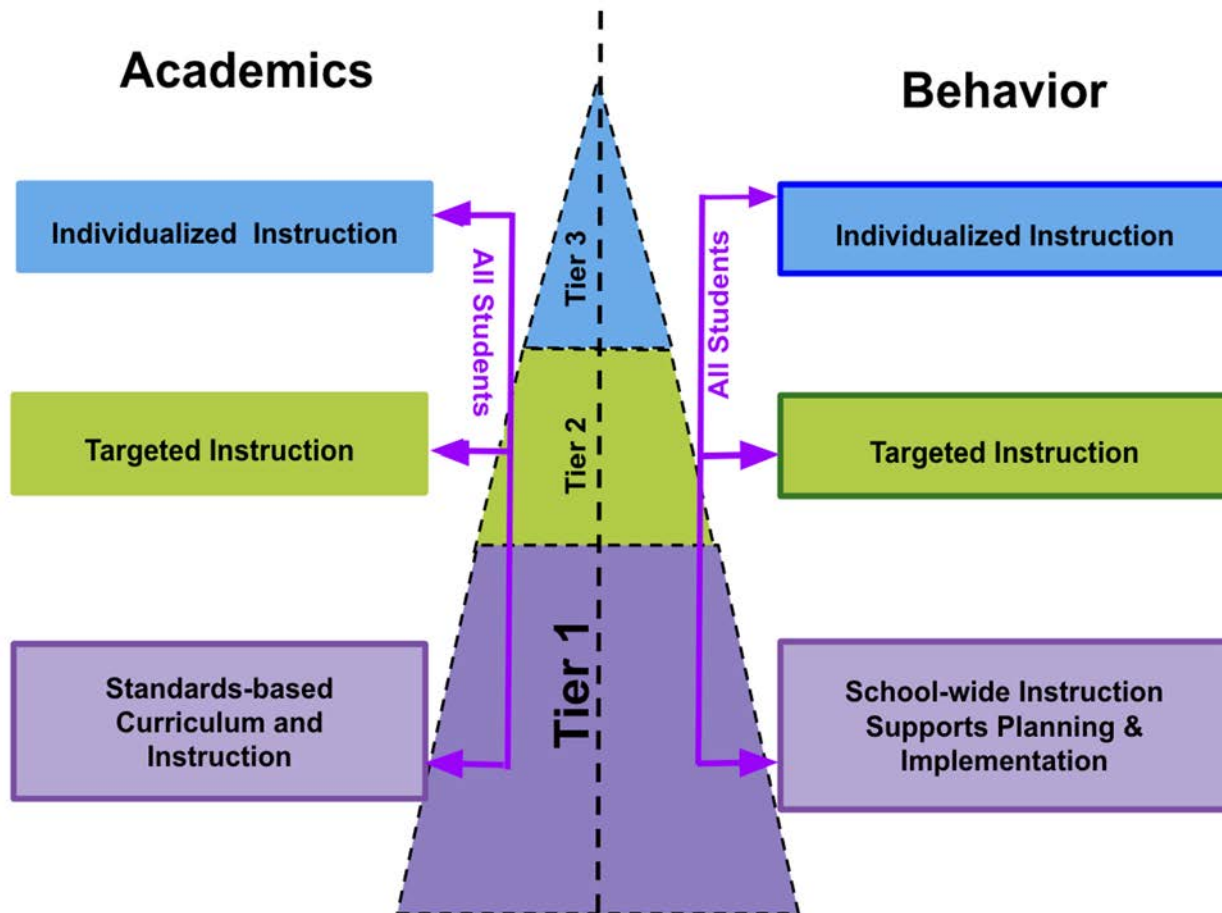 Academics
Behavior
Individualized Instruction
All Students
Tier 3
All Students
Individualized Instruction
Targeted Instruction
Tier 2
Targeted Instruction
Standards-based
Curriculum and
Instruction
Tier 1
School-wide Instruction
Supports Planning &
Implementation